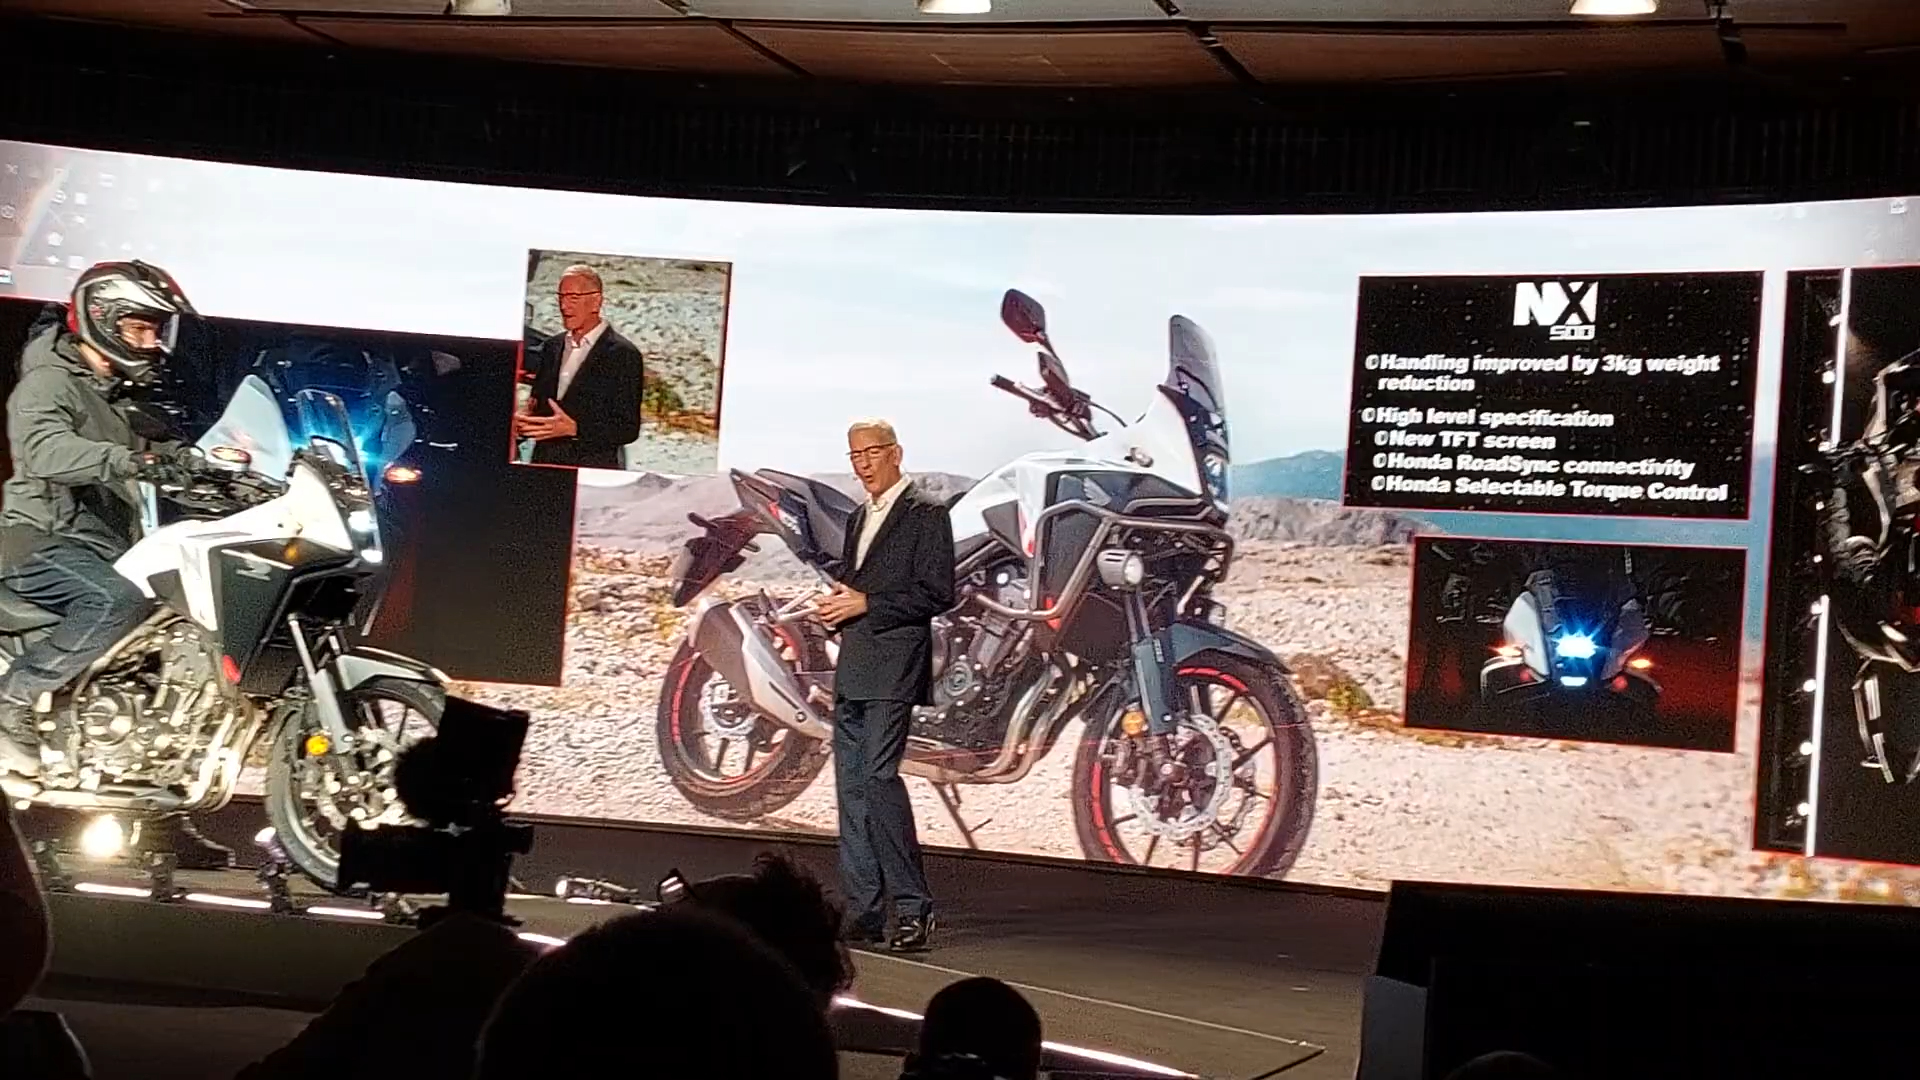 NX
500
Handling improved by 3kg weight
reduction
High level specification
New TFT screen
Honda RoadSync connectivity
Honda Selectable Torque Control